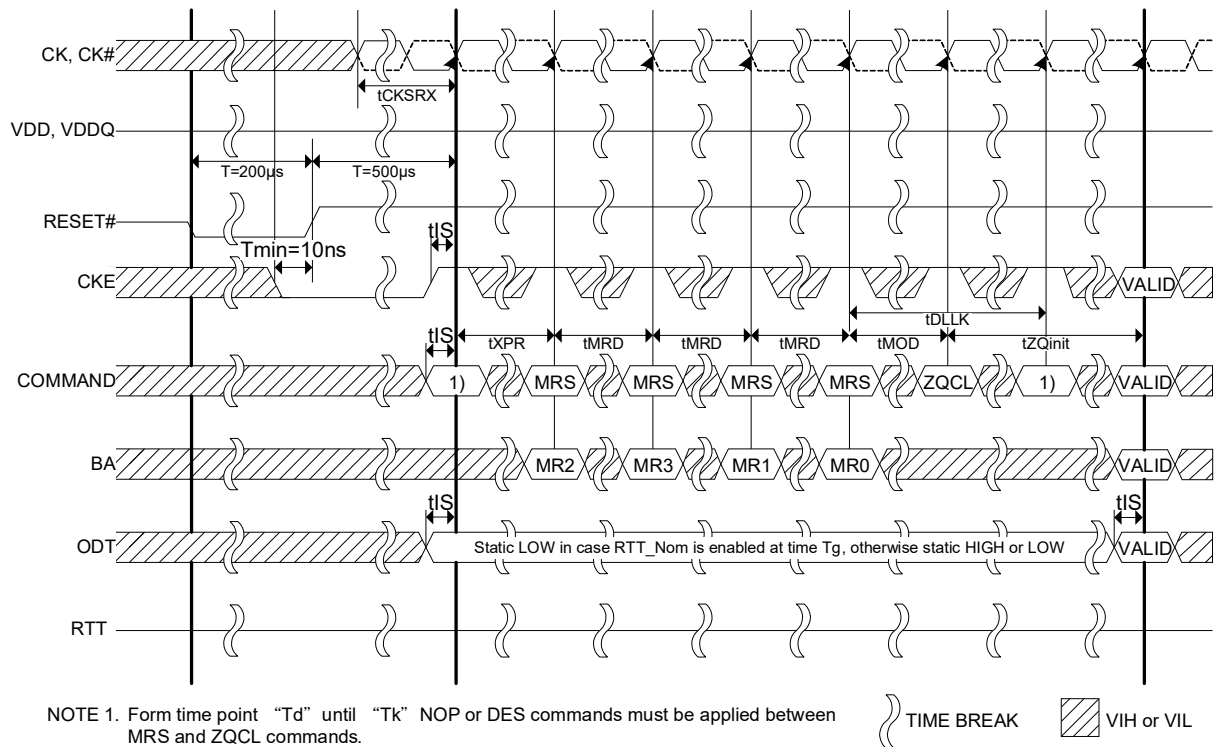 CK, CK#
tCKSRX
VDD, VDDQ
T=200µs
T=500µs
RESET#
Tmin=10ns
tIS
CKE
VALID
tDLLK
tIS
tXPR
tMRD
tMRD
tMRD
tMOD
tZQinit
COMMAND
1)
MRS
MRS
MRS
MRS
ZQCL
1)
VALID
BA
MR2
MR3
MR1
MR0
VALID
tIS
tIS
ODT
Static LOW in case RTT_Nom is enabled at time Tg, otherwise static HIGH or LOW
VALID
RTT
NOTE 1. Form time point “Td” until “Tk” NOP or DES commands must be applied between
MRS and ZQCL commands.
TIME BREAK
VIH or VIL